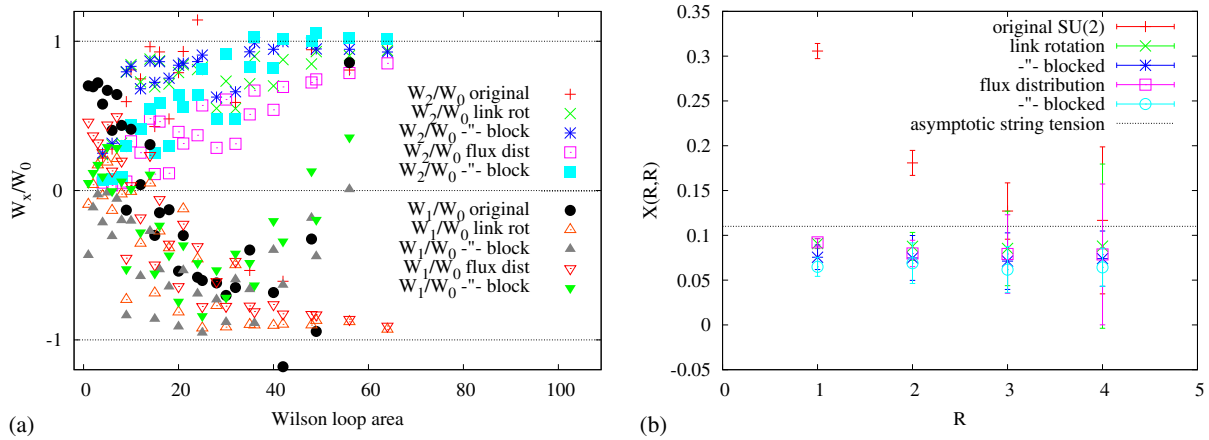 1
0
-1
0
20
40
60
80
100
W_x/W_0
Wilson loop area
W_2/W_0 original
W_2/W_0 link rot
W_2/W_0 -"- block
W_2/W_0 flux dist
W_2/W_0 -"- block
W_1/W_0 original
W_1/W_0 link rot
W_1/W_0 -"- block
W_1/W_0 flux dist
W_1/W_0 -"- block
(a)
0.35
0.3
0.25
0.2
0.15
0.1
0.05
0
-0.05
0
1
2
3
4
5
X(R,R)
R
original SU(2)
link rotation
-"- blocked
flux distribution
-"- blocked
asymptotic string tension
(b)